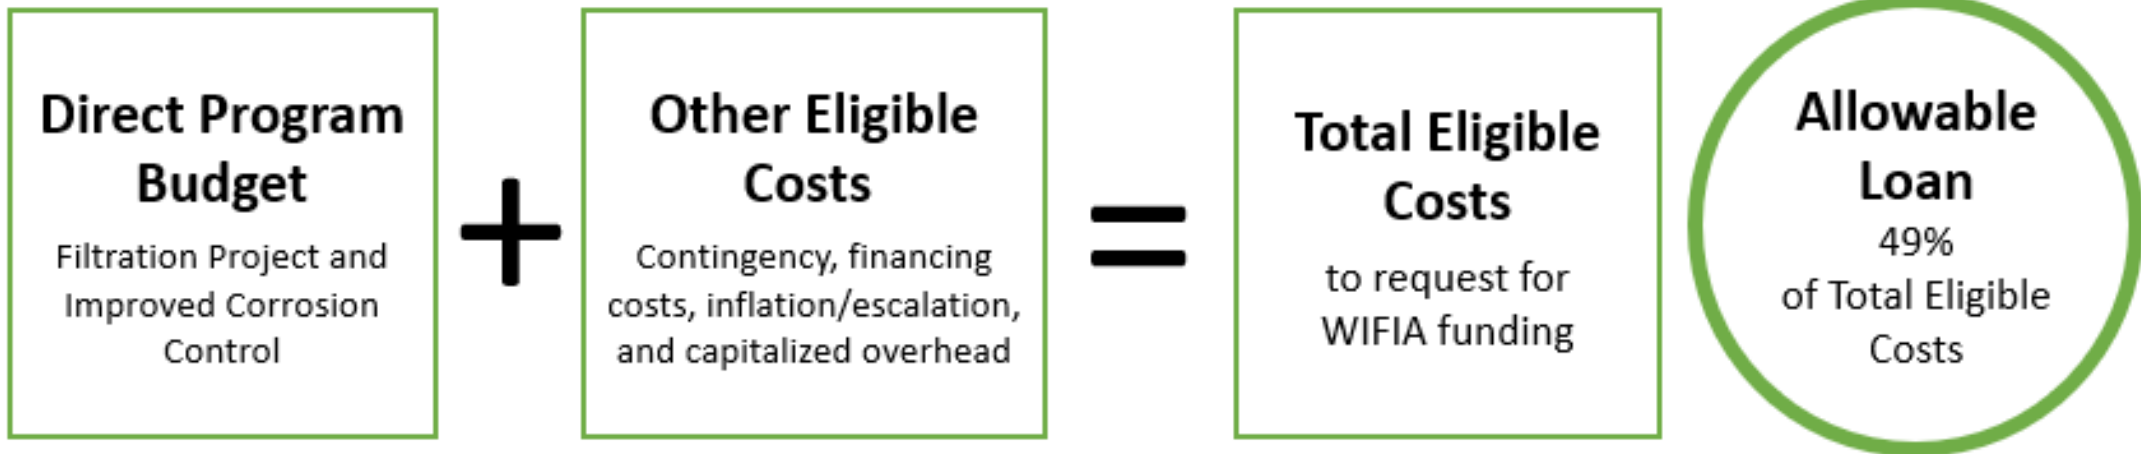 Direct Program
Budget
Filtration Project and
Improved Corrosion
Control
+
Other Eligible
Costs
Contingency, financing
costs, inflation/escalation,
and capitalized overhead
=
Total Eligible
Costs
to request for
WIFIA funding
Allowable
Loan
49%
of Total Eligible
Costs